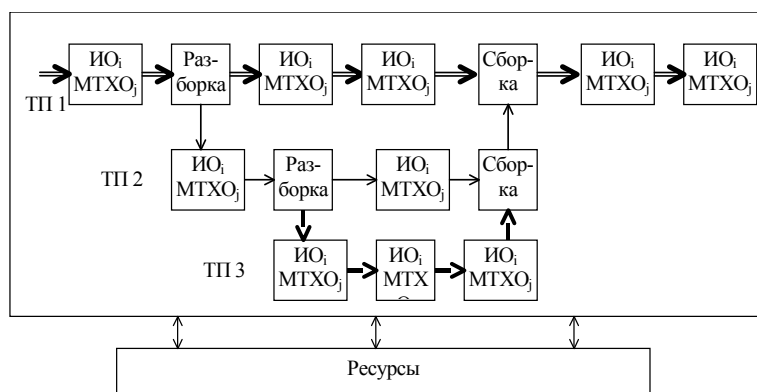 ИОi
МТХОj
Раз-
борка
ИОi
МТХОj
ИОi
МТХОj
Сбор-
ка
ИОi
МТХОj
ИОi
МТХОj
ТП 1
ТП 2
ИОi
МТХОj
Раз-
борка
ИОi
МТХОj
Сбор-
ка
ТП 3
ИОi
МТХОj
ИОi
МТХ
ИОi
МТХОj
Ресурсы